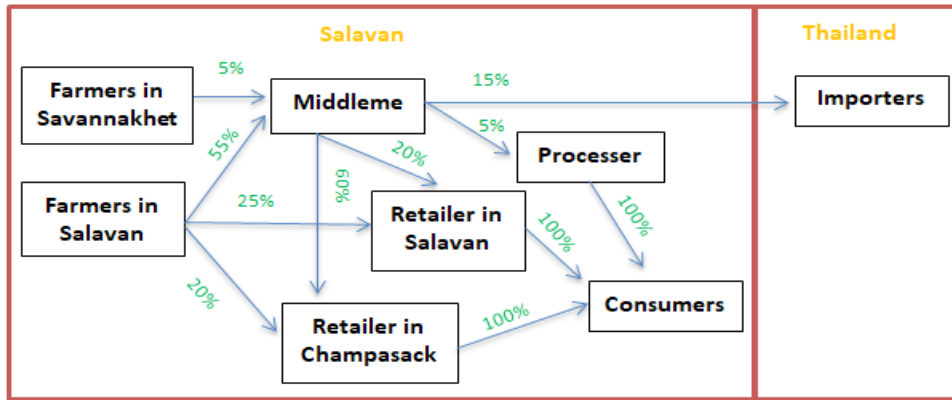 Salavan
Thailand
5%
15%
Farmers in
Savannakhet
Middleme
Importers
5%
55%
20%
Processer
60%
Farmers in
Salavan
25%
Retailer in
Salavan
100%
100%
20%
Consumers
Retailer in
Champasack
100%